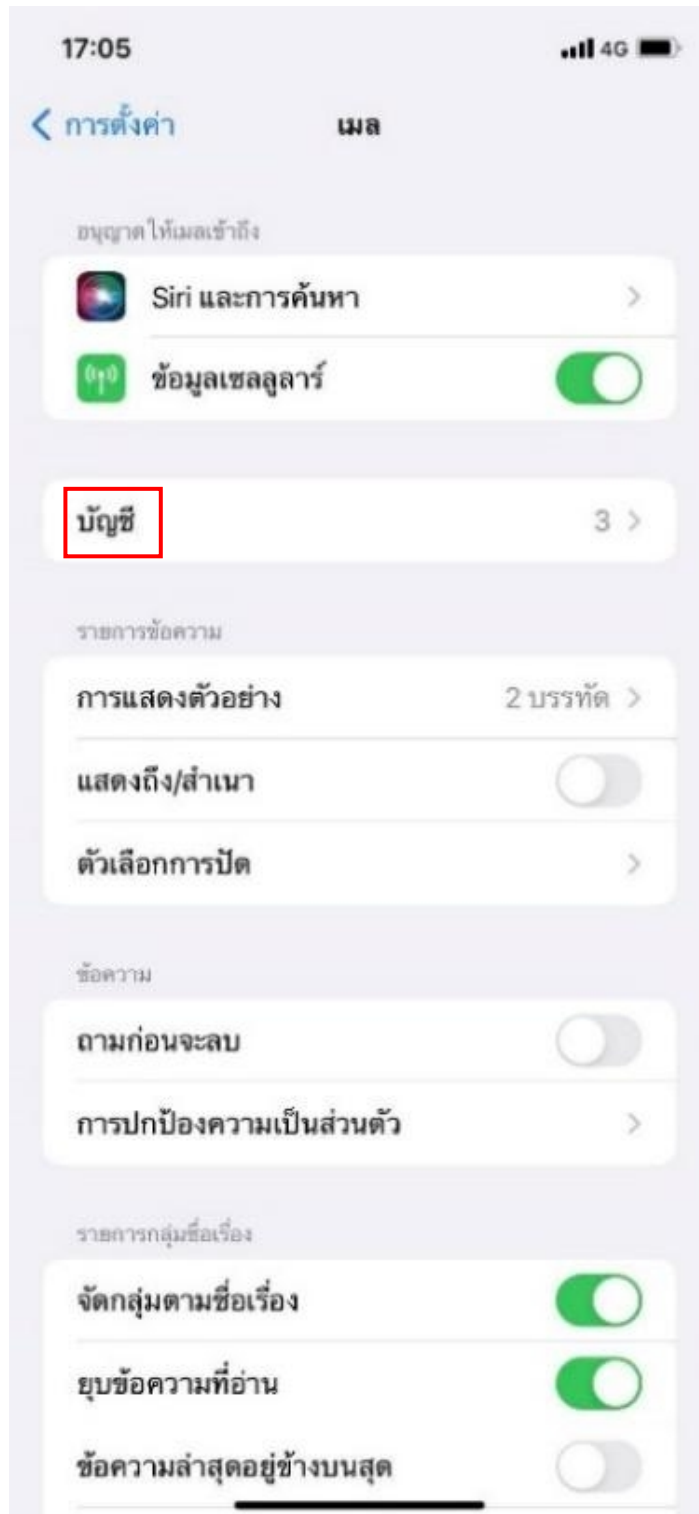 17:05
4G
การตั้งค่า
เมล
อนุญาตให้เมลเข้าถึง
Siri และการค้นหา
ข้อมูลเซลลูลาร์
บัญชี
3
รายการข้อความ
การแสดงตัวอย่าง
2 บรรทัด
แสดงถึง/สำเนา
ตัวเลือกการปัด
ข้อความ
ถามก่อนจะลบ
การปกป้องความเป็นส่วนตัว
รายการกลุ่มชื่อเรื่อง
จัดกลุ่มตามชื่อเรื่อง
ยุบข้อความที่อ่าน
ข้อความล่าสุดอยู่ข้างบนสุด